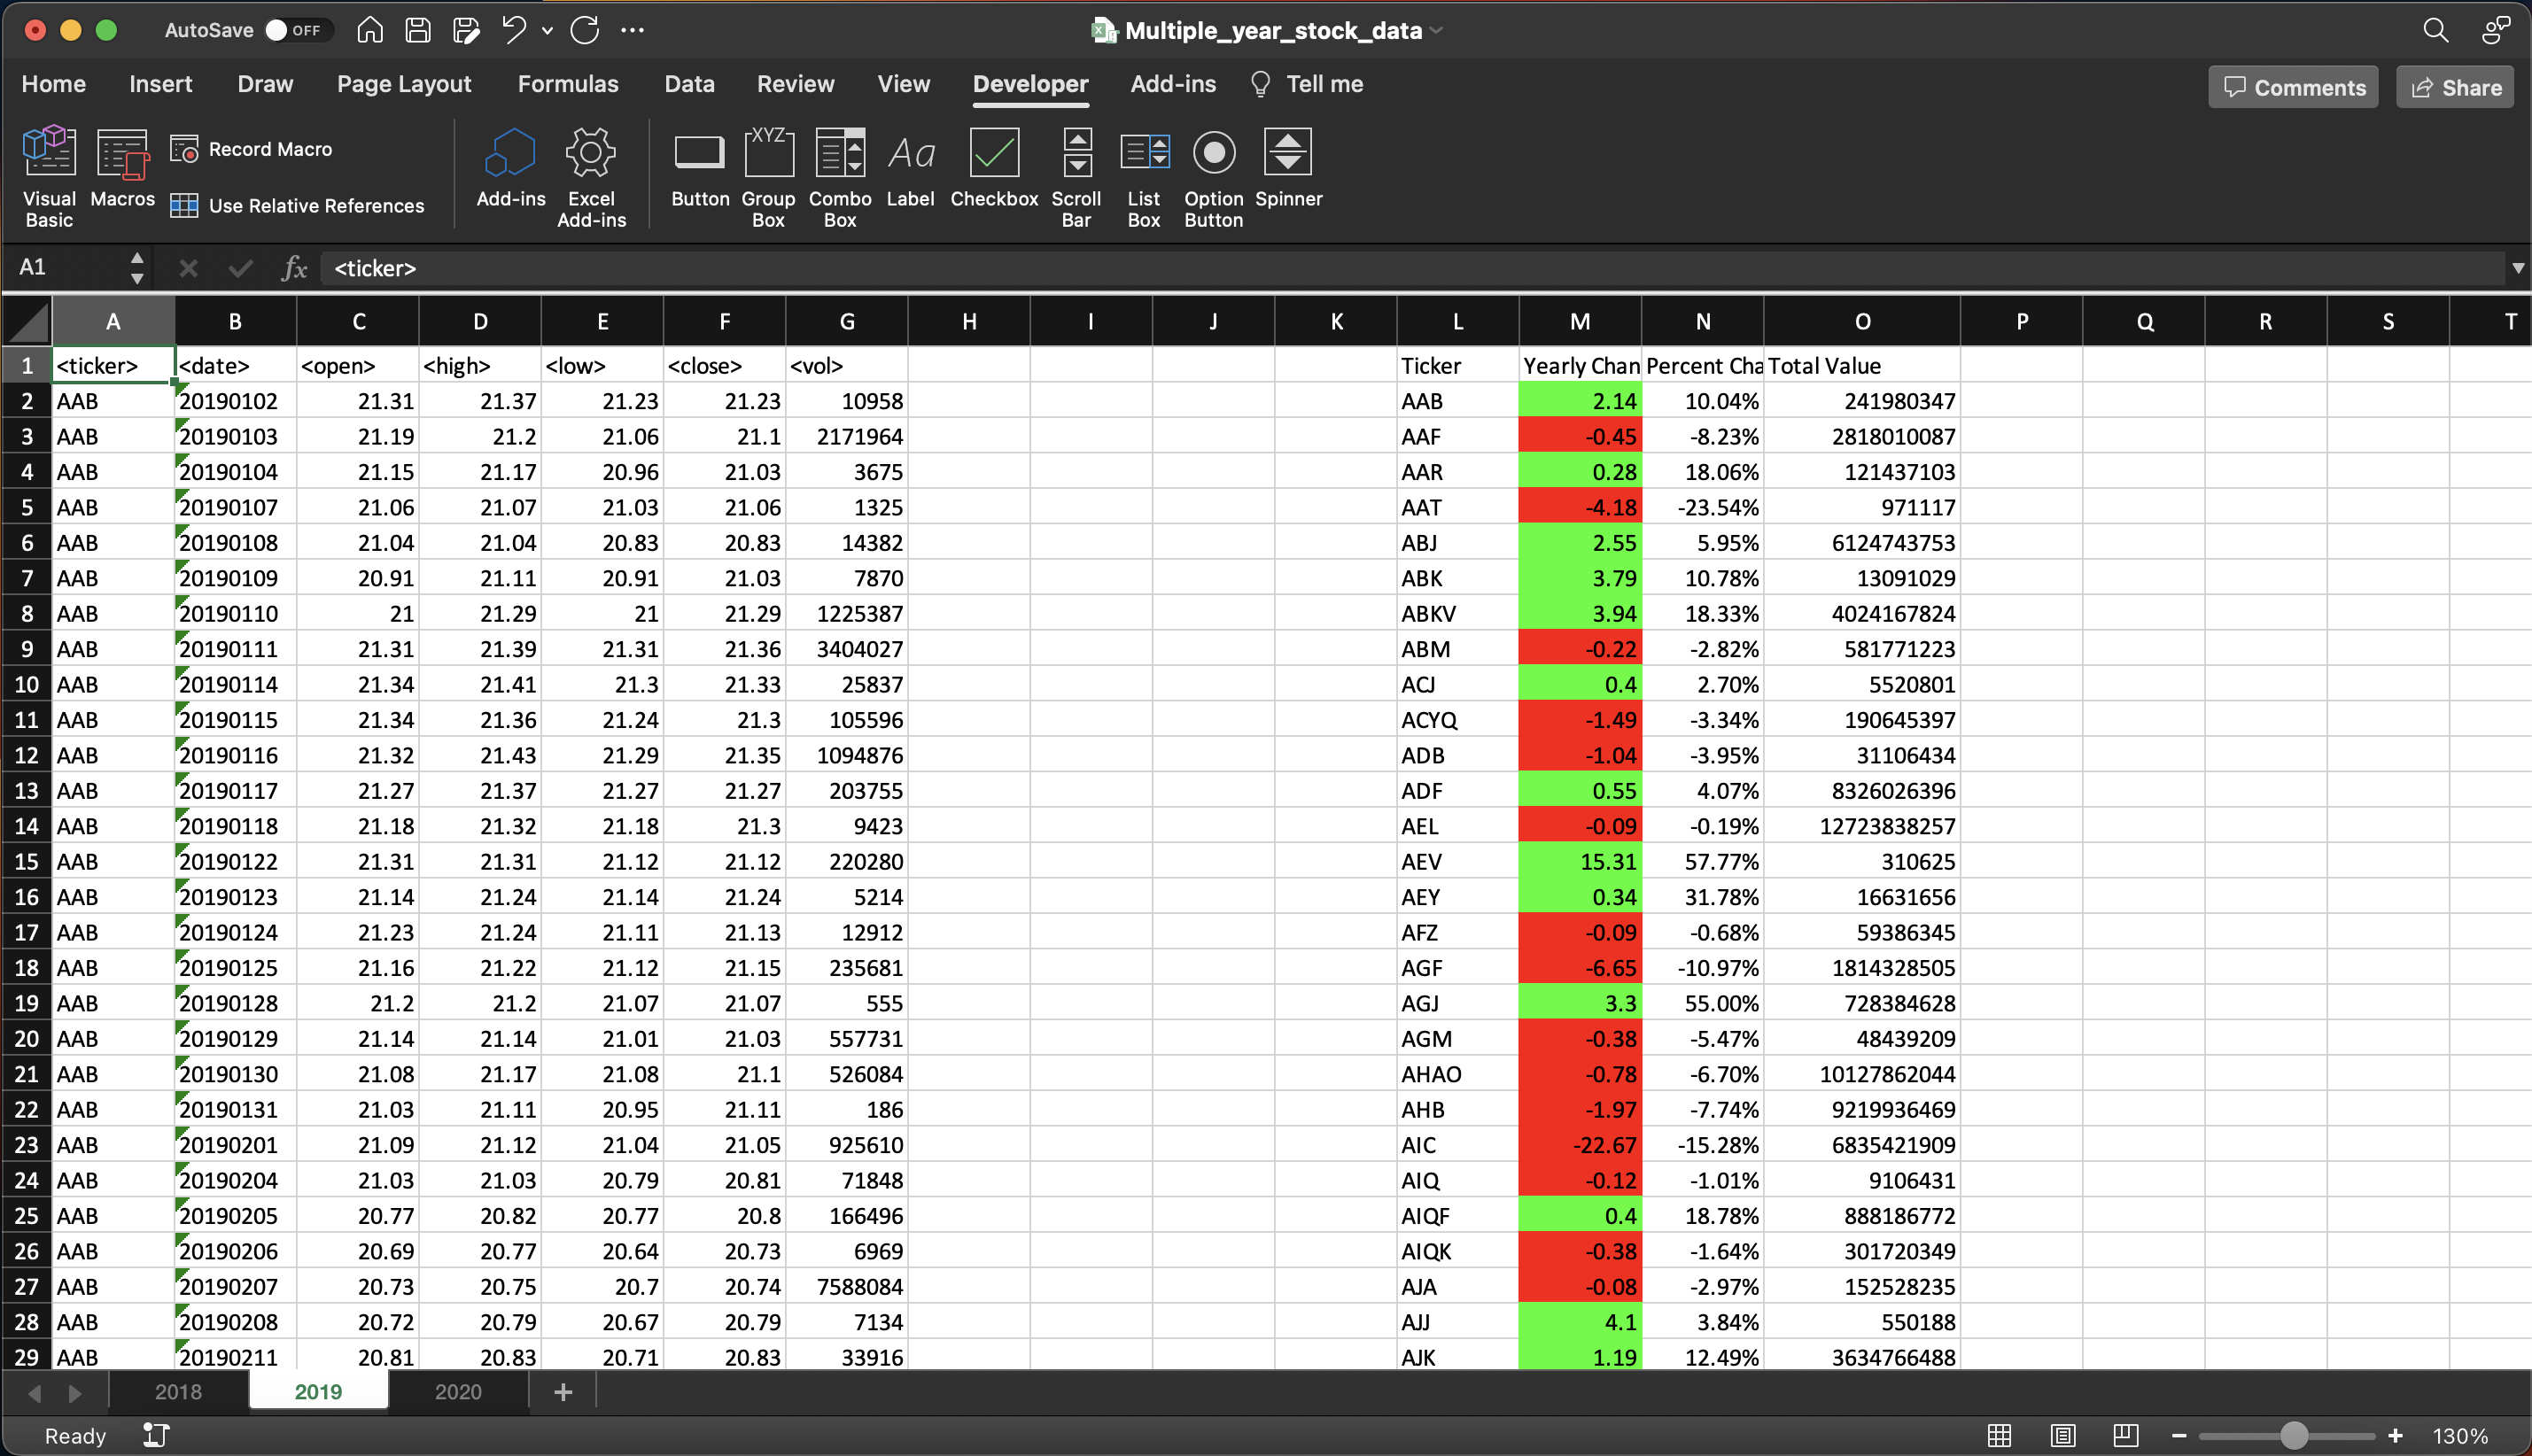 AutoSave OFF Multiple_year_stock_data
Home Insert Draw Page Layout Formulas Data Review View Developer Add-ins Tell me Comments Share
Visual Basic Macros Record Macro Use Relative References Add-ins Excel Add-ins Button XYZ Group Box Combo Box Aa Label Checkbox Scroll Bar List Box Option Button Spinner
A1 fx <ticker>
A B C D E F G H I J K L M N O P Q R S T
1 <ticker> <date> <open> <high> <low> <close> <vol> Ticker Yearly Chan Percent Cha Total Value
2 AAB 20190102 21.31 21.37 21.23 21.23 10958 AAB 2.14 10.04% 241980347
3 AAB 20190103 21.19 21.2 21.06 21.1 2171964 AAF -0.45 -8.23% 2818010087
4 AAB 20190104 21.15 21.17 20.96 21.03 3675 AAR 0.28 18.06% 121437103
5 AAB 20190107 21.06 21.07 21.03 21.06 1325 AAT -4.18 -23.54% 971117
6 AAB 20190108 21.04 21.04 20.83 20.83 14382 ABJ 2.55 5.95% 6124743753
7 AAB 20190109 20.91 21.11 20.91 21.03 7870 ABK 3.79 10.78% 13091029
8 AAB 20190110 21 21.29 21 21.29 1225387 ABKV 3.94 18.33% 4024167824
9 AAB 20190111 21.31 21.39 21.31 21.36 3404027 ABM -0.22 -2.82% 581771223
10 AAB 20190114 21.34 21.41 21.3 21.33 25837 ACJ 0.4 2.70% 5520801
11 AAB 20190115 21.34 21.36 21.24 21.3 105596 ACYQ -1.49 -3.34% 190645397
12 AAB 20190116 21.32 21.43 21.29 21.35 1094876 ADB -1.04 -3.95% 31106434
13 AAB 20190117 21.27 21.37 21.27 21.27 203755 ADF 0.55 4.07% 8326026396
14 AAB 20190118 21.18 21.32 21.18 21.3 9423 AEL -0.09 -0.19% 12723838257
15 AAB 20190122 21.31 21.31 21.12 21.12 220280 AEV 15.31 57.77% 310625
16 AAB 20190123 21.14 21.24 21.14 21.24 5214 AEY 0.34 31.78% 16631656
17 AAB 20190124 21.23 21.24 21.11 21.13 12912 AFZ -0.09 -0.68% 59386345
18 AAB 20190125 21.16 21.22 21.12 21.15 235681 AGF -6.65 -10.97% 1814328505
19 AAB 20190128 21.2 21.2 21.07 21.07 555 AGJ 3.3 55.00% 728384628
20 AAB 20190129 21.14 21.14 21.01 21.03 557731 AGM -0.38 -5.47% 48439209
21 AAB 20190130 21.08 21.17 21.08 21.1 526084 AHAO -0.78 -6.70% 10127862044
22 AAB 20190131 21.03 21.11 20.95 21.11 186 AHB -1.97 -7.74% 9219936469
23 AAB 20190201 21.09 21.12 21.04 21.05 925610 AIC -22.67 -15.28% 6835421909
24 AAB 20190204 21.03 21.03 20.79 20.81 71848 AIQ -0.12 -1.01% 9106431
25 AAB 20190205 20.77 20.82 20.77 20.8 166496 AIQF 0.4 18.78% 888186772
26 AAB 20190206 20.69 20.77 20.64 20.73 6969 AIQK -0.38 -1.64% 301720349
27 AAB 20190207 20.73 20.75 20.7 20.74 7588084 AJA -0.08 -2.97% 152528235
28 AAB 20190208 20.72 20.79 20.67 20.79 7134 AJJ 4.1 3.84% 550188
29 AAB 20190211 20.81 20.83 20.71 20.83 33916 AJK 1.19 12.49% 3634766488
2018 2019 2020 +
Ready 130%